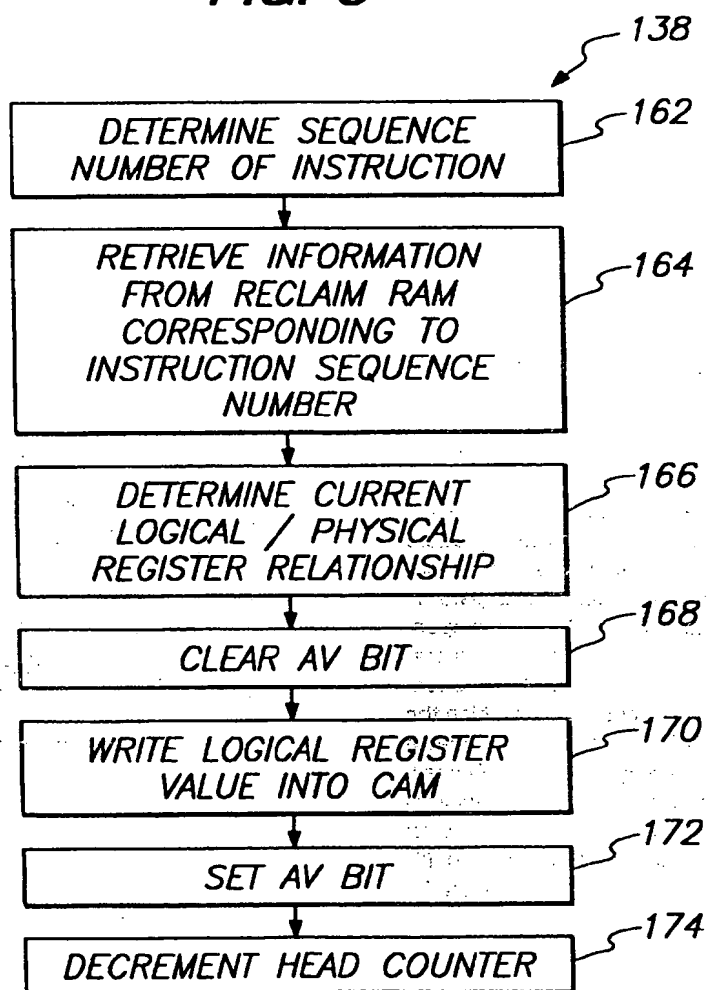 138
DETERMINE SEQUENCE
NUMBER OF INSTRUCTION
162
RETRIEVE INFORMATION
FROM RECLAIM RAM
CORRESPONDING TO
INSTRUCTION SEQUENCE
NUMBER
164
DETERMINE CURRENT
LOGICAL / PHYSICAL
REGISTER RELATIONSHIP
166
CLEAR AV BIT
168
WRITE LOGICAL REGISTER
VALUE INTO CAM
170
SET AV BIT
172
DECREMENT HEAD COUNTER
174